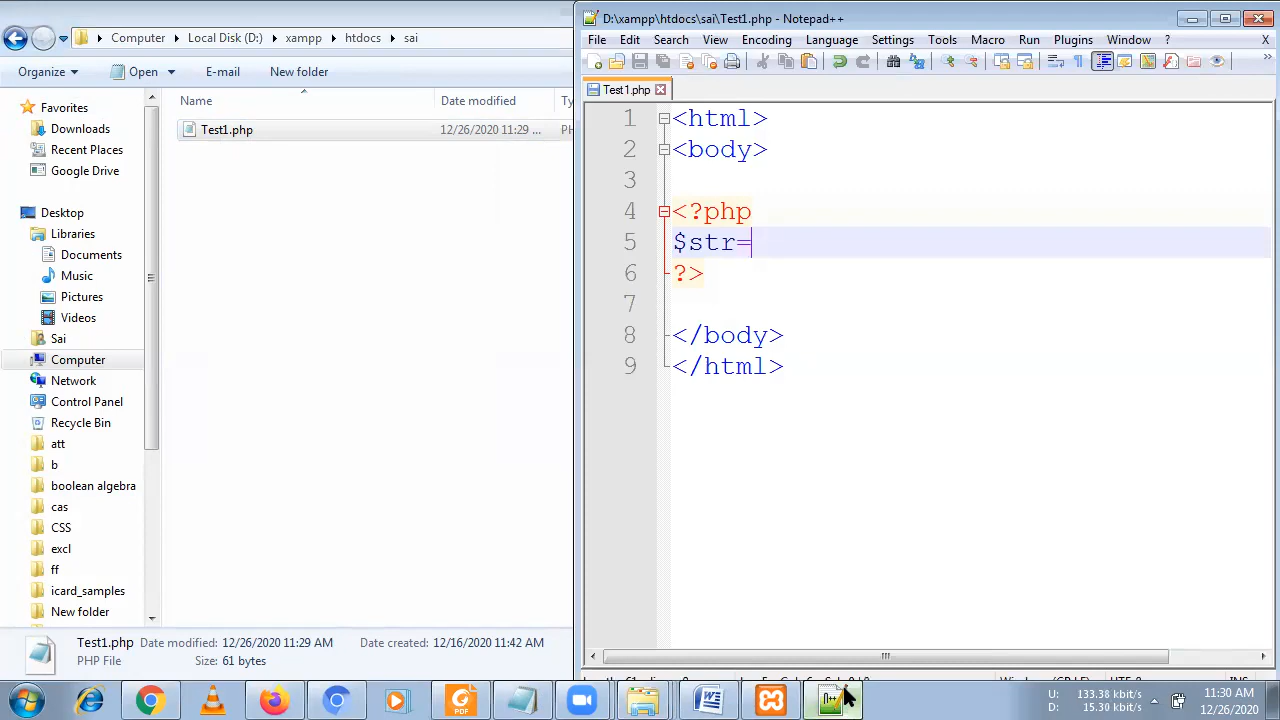 Computer ▸ Local Disk (D:) ▸ xampp ▸ htdocs ▸ sai
Organize
Open
E-mail
New folder
Name
Date modified
Ty
Test1.php
12/26/2020 11:29 ...
PH
Favorites
Downloads
Recent Places
Google Drive
Desktop
Libraries
Documents
Music
Pictures
Videos
Sai
Computer
Network
Control Panel
Recycle Bin
att
b
boolean algebra
cas
CSS
excl
ff
icard_samples
New folder
Test1.php Date modified: 12/26/2020 11:29 AM Date created: 12/16/2020 11:42 AM
PHP File Size: 61 bytes
D:\xampp\htdocs\sai\Test1.php - Notepad++
File Edit Search View Encoding Language Settings Tools Macro Run Plugins Window ? X
Test1.php
1 <html>
2 <body>
3
4 <?php
5 $str=
6 ?>
7
8 </body>
9 </html>
PDF
U: 133.38 kbit/s
D: 15.30 kbit/s
11:30 AM
12/26/2020